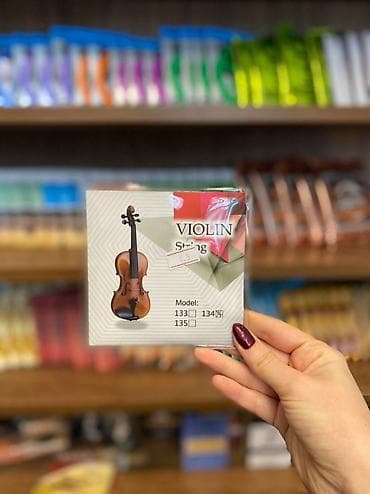 VIOLIN
String
Model:
133☐ 134☒
135☐